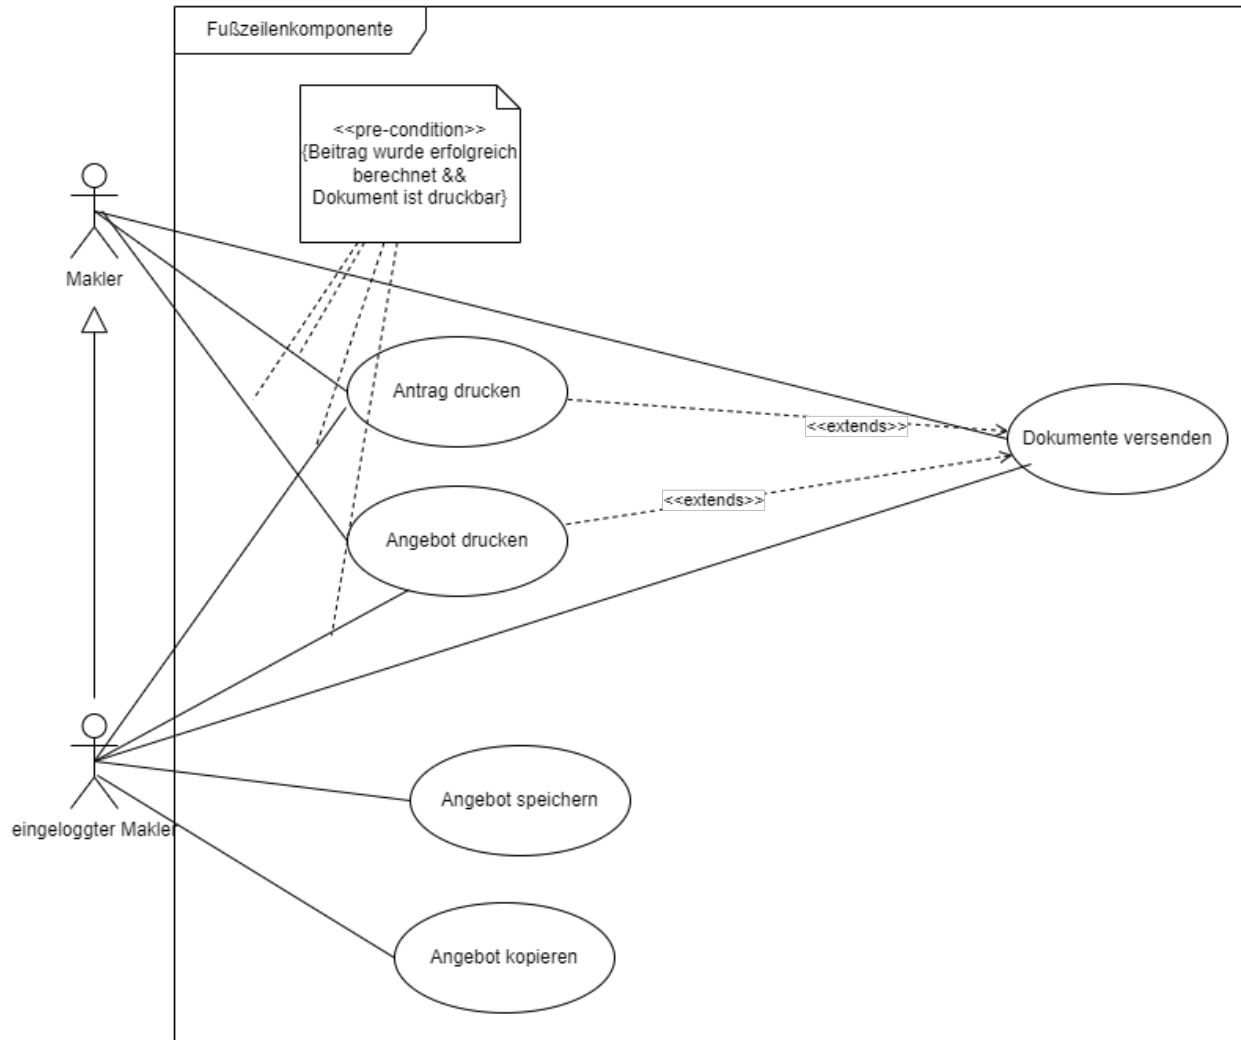 Fußzeilenkomponente
<<pre-condition>>
{Beitrag wurde erfolgreich
berechnet &&
Dokument ist druckbar}
Makler
Antrag drucken
<<extends>>
Dokumente versenden
<<extends>>
Angebot drucken
Angebot speichern
eingeloggter Makler
Angebot kopieren